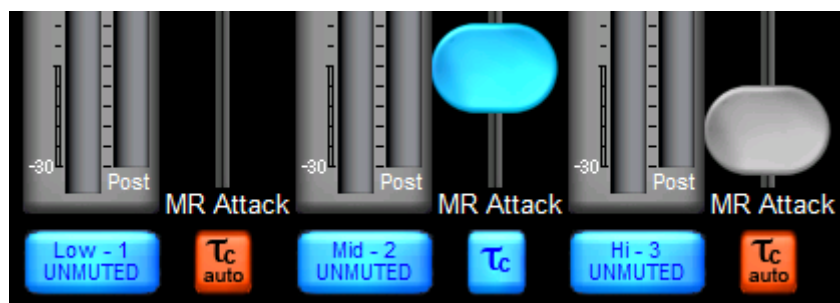 -30 Post -30 Post -30 Post
MR Attack MR Attack MR Attack
Low - 1 τc Mid - 2 τc Hi - 3 τc
UNMUTED auto UNMUTED UNMUTED auto